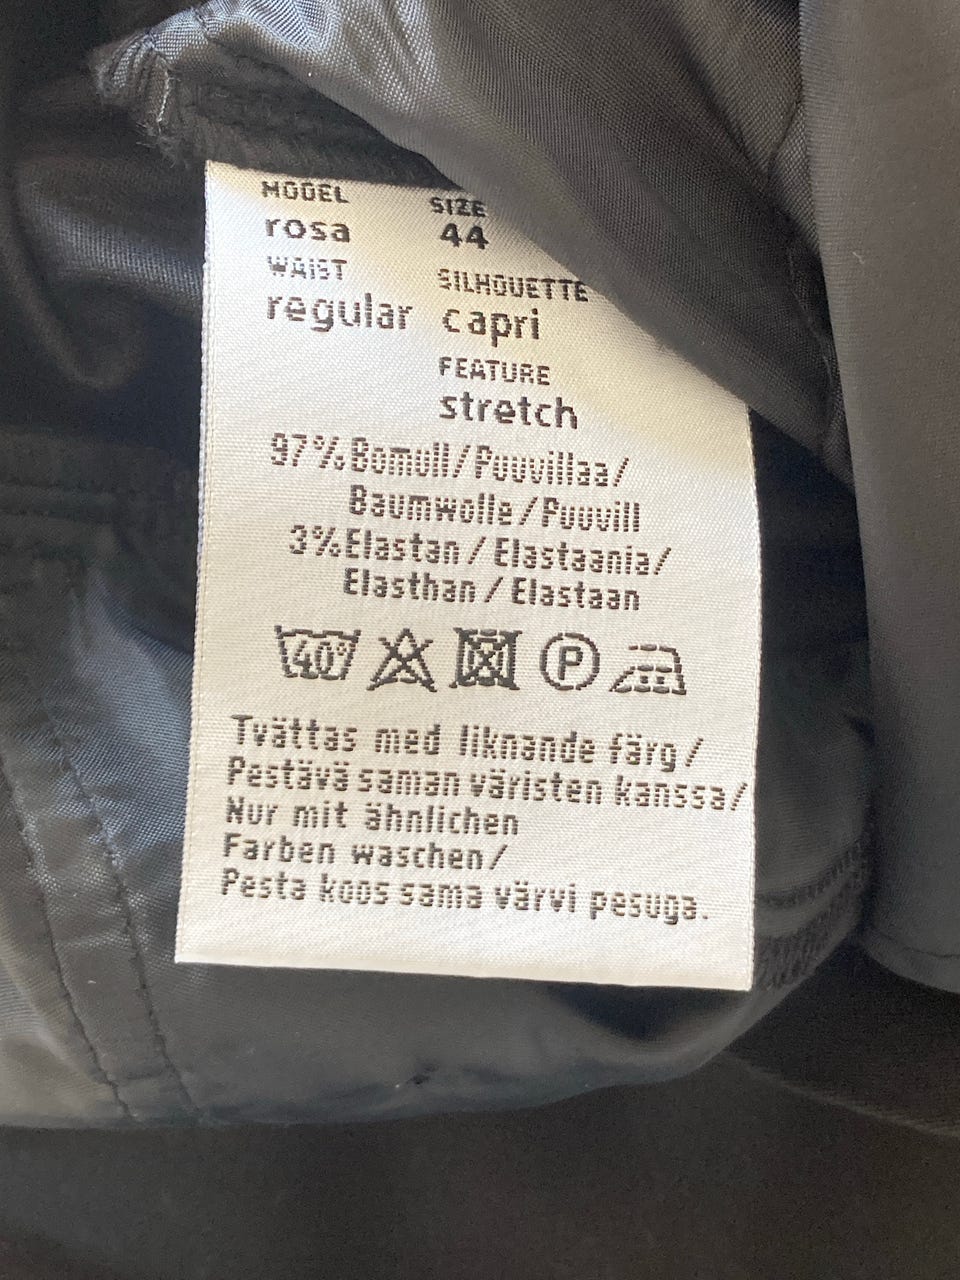 MODEL SIZE
rosa 44
WAIST SILHOUETTE
regular capri
FEATURE
stretch
97%Bomull/Puuvillaa/
Baumwolle/Puuvill
3%Elastan/Elastaania/
Elasthan/Elastaan
40° P
Tvättas med liknande färg/
Pestävä saman väristen kanssa/
Nur mit ähnlichen
Farben waschen/
Pesta koos sama värvi pesuga.